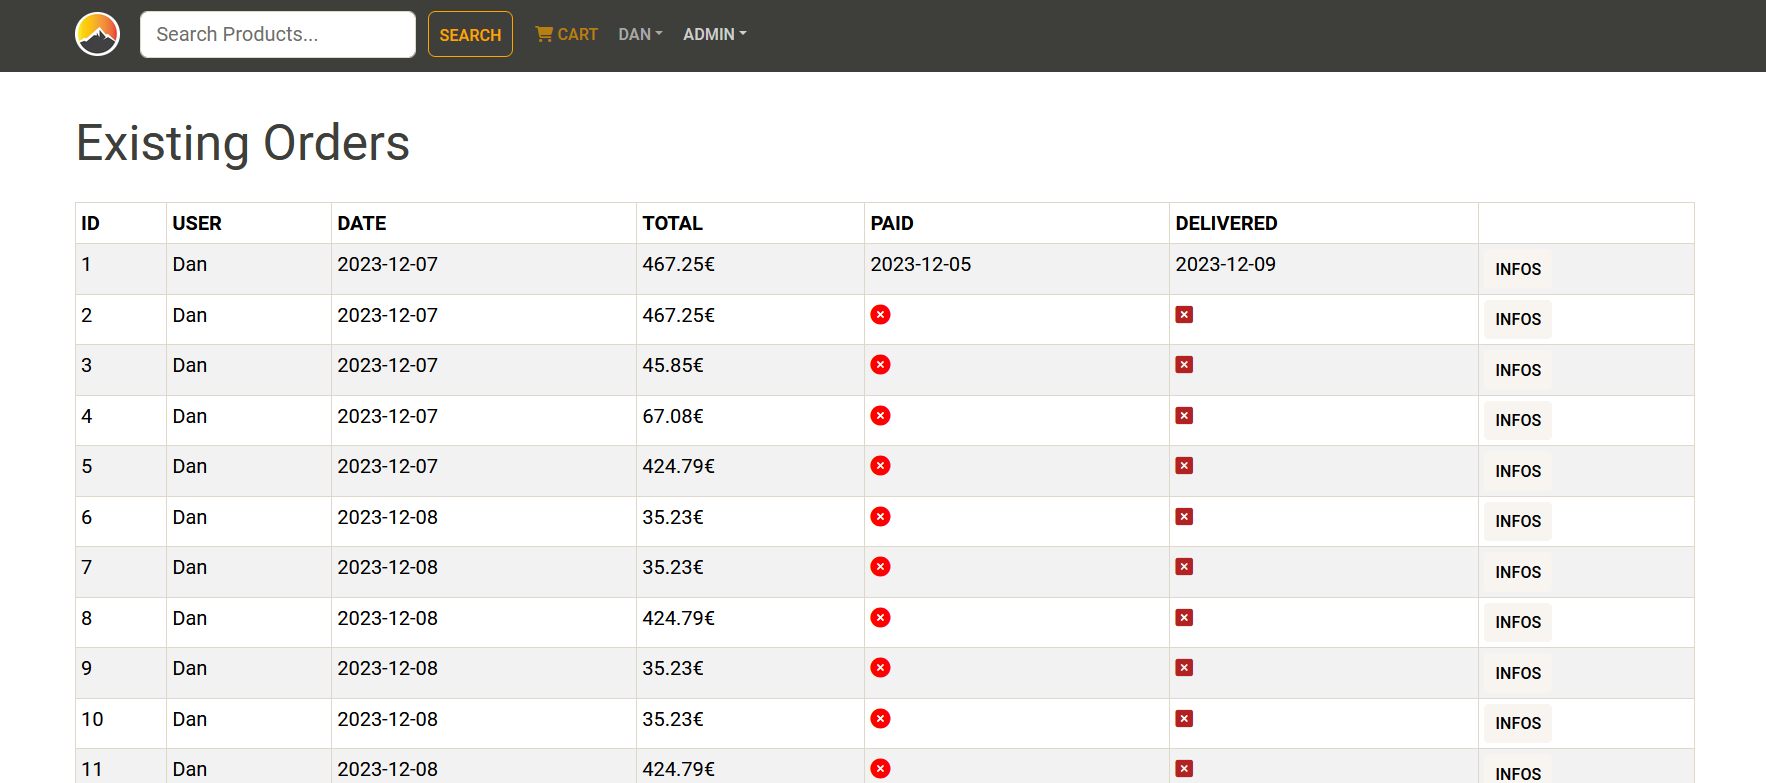 Search Products... SEARCH CART DAN ADMIN
Existing Orders
ID USER DATE TOTAL PAID DELIVERED
1 Dan 2023-12-07 467.25€ 2023-12-05 2023-12-09 INFOS
2 Dan 2023-12-07 467.25€ INFOS
3 Dan 2023-12-07 45.85€ INFOS
4 Dan 2023-12-07 67.08€ INFOS
5 Dan 2023-12-07 424.79€ INFOS
6 Dan 2023-12-08 35.23€ INFOS
7 Dan 2023-12-08 35.23€ INFOS
8 Dan 2023-12-08 424.79€ INFOS
9 Dan 2023-12-08 35.23€ INFOS
10 Dan 2023-12-08 35.23€ INFOS
11 Dan 2023-12-08 424.79€ INFOS